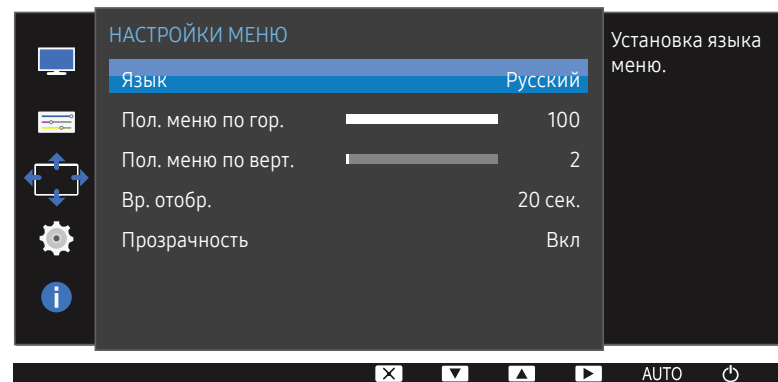 НАСТРОЙКИ МЕНЮ
Язык Русский
Пол. меню по гор. 100
Пол. меню по верт. 2
Вр. отобр. 20 сек.
Прозрачность Вкл
Установка языка
меню.
AUTO